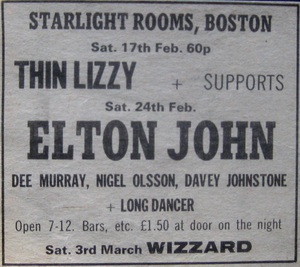 STARLIGHT ROOMS, BOSTON
Sat. 17th Feb. 60p
THIN LIZZY + SUPPORTS
Sat. 24th Feb.
ELTON JOHN
DEE MURRAY, NIGEL OLSSON, DAVEY JOHNSTONE
+ LONG DANCER
Open 7-12. Bars, etc. £1.50 at door on the night
Sat. 3rd March WIZZARD